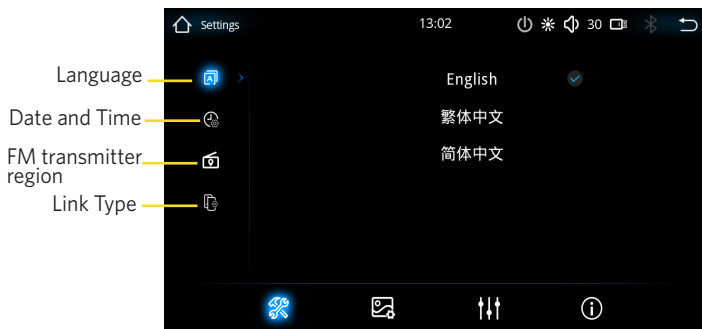 Settings
13:02
30
Language
English
Date and Time
繁体中文
FM transmitter
region
简体中文
Link Type